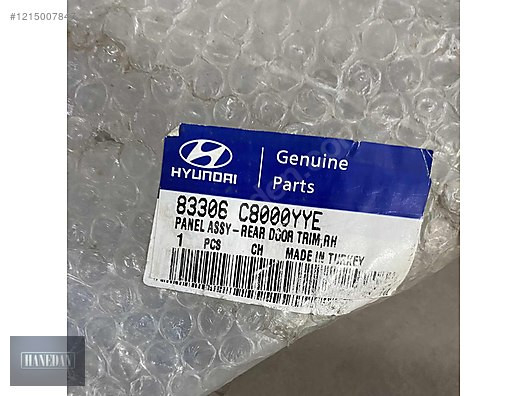 #121500784
HYUNDAI
Genuine
Parts
83306 C8000YYE
PANEL ASSY-REAR DOOR TRIM,RH
1 PCS CH MADE IN TURKEY
HANEDAN